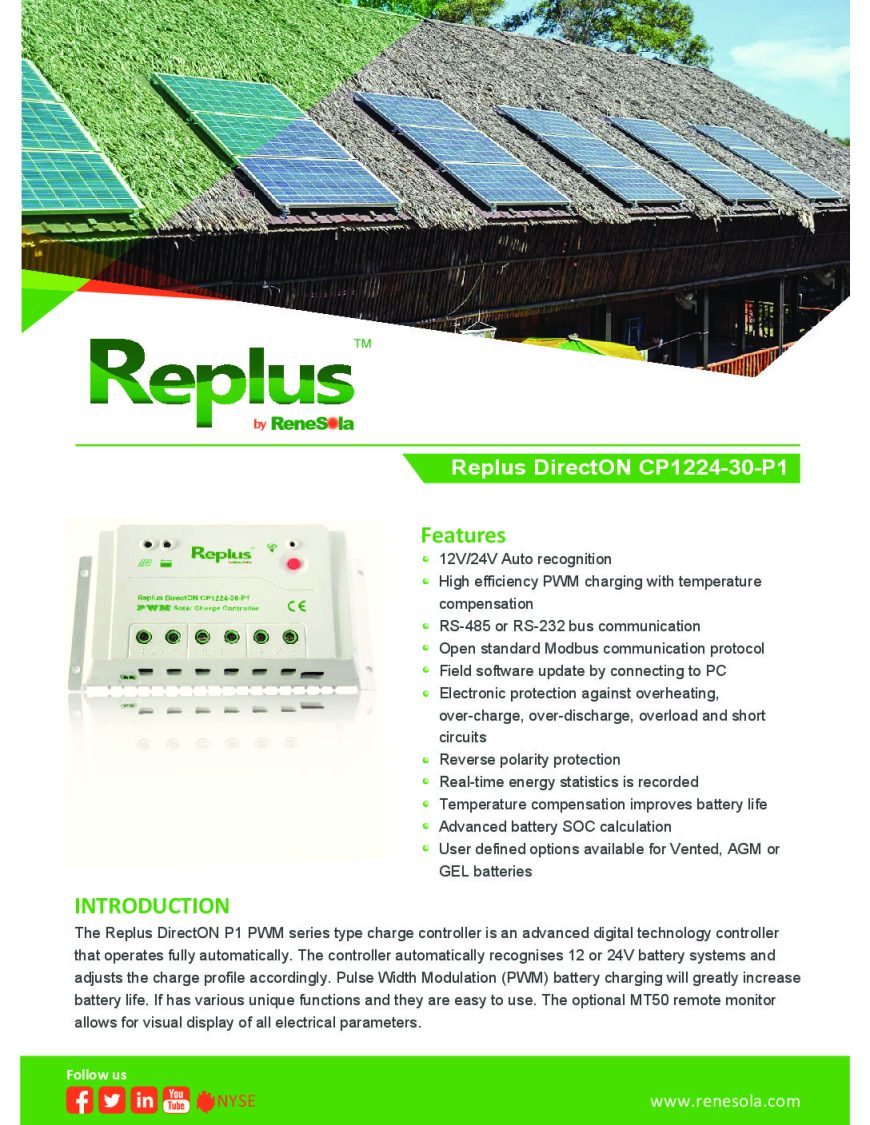 Replus™
by ReneSola
Replus DirectON CP1224-30-P1
Replus
Replus DirectON CP1224-30-P1
PWM Solar Charge Controller
CE
Features
12V/24V Auto recognition
High efficiency PWM charging with temperature
compensation
RS-485 or RS-232 bus communication
Open standard Modbus communication protocol
Field software update by connecting to PC
Electronic protection against overheating,
over-charge, over-discharge, overload and short
circuits
Reverse polarity protection
Real-time energy statistics is recorded
Temperature compensation improves battery life
Advanced battery SOC calculation
User defined options available for Vented, AGM or
GEL batteries
INTRODUCTION
The Replus DirectON P1 PWM series type charge controller is an advanced digital technology controller
that operates fully automatically. The controller automatically recognises 12 or 24V battery systems and
adjusts the charge profile accordingly. Pulse Width Modulation (PWM) battery charging will greatly increase
battery life. If has various unique functions and they are easy to use. The optional MT50 remote monitor
allows for visual display of all electrical parameters.
Follow us
You
Tube
NYSE
www.renesola.com